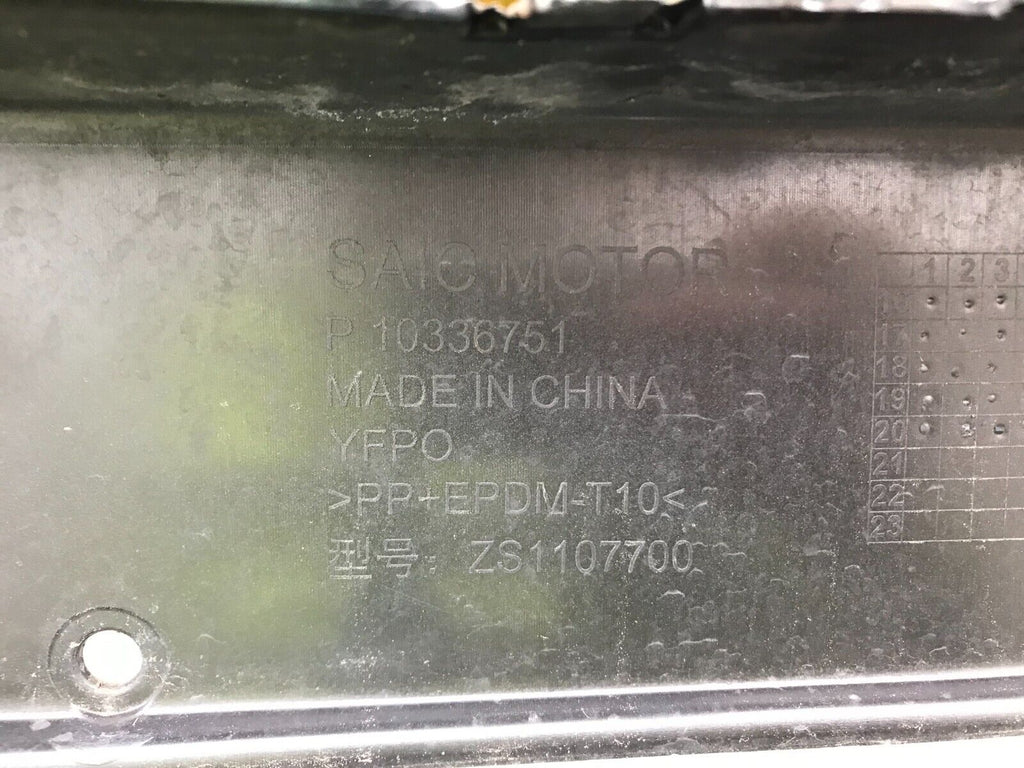 SAIC MOTOR
P 10336751
MADE IN CHINA
YFPO
>PP+EPDM-T10<
型号: ZS1107700
1 2 3
17
18
19
20
21
22
23